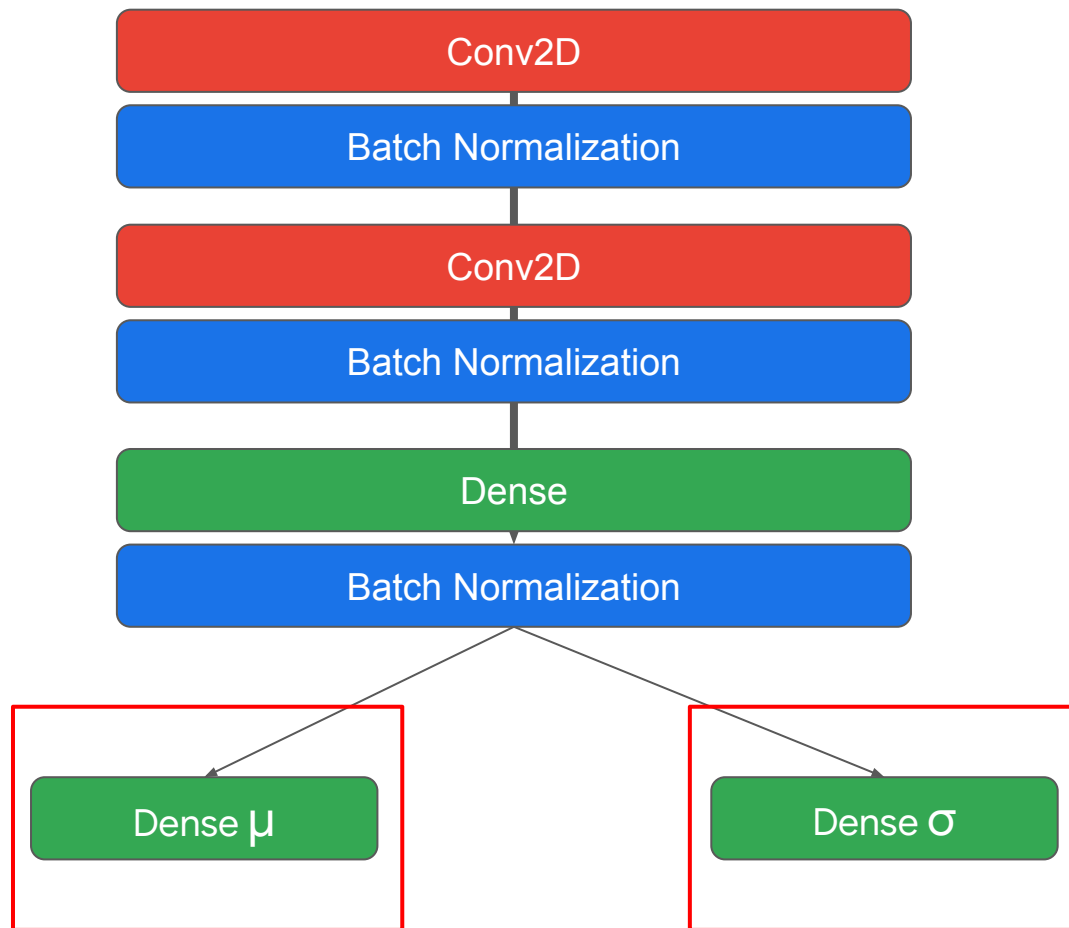 Conv2D
Batch Normalization
Conv2D
Batch Normalization
Dense
Batch Normalization
Dense μ
Dense σ